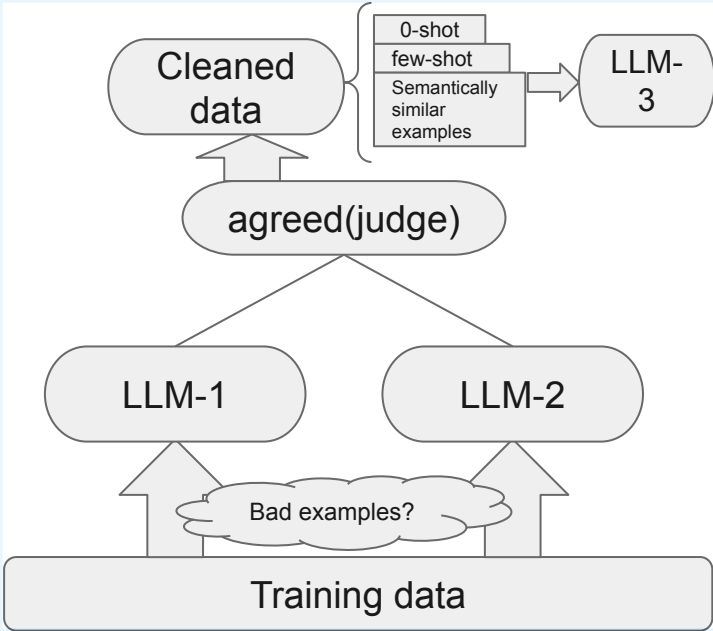 Cleaned
data
0-shot
few-shot
Semantically
similar
examples
LLM-
3
agreed(judge)
LLM-1
LLM-2
Bad examples?
Training data